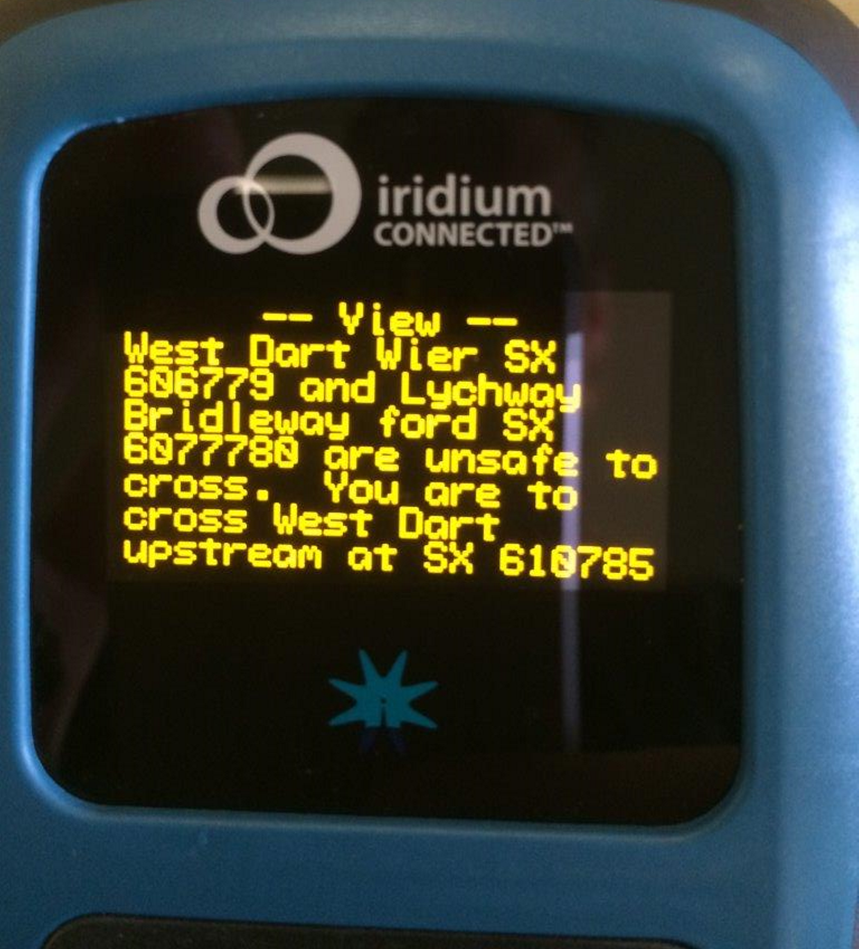 iridium
CONNECTED™
-- View --
West Dart Wier SX
606779 and Lychway
Bridleway ford SX
6077780 are unsafe to
cross.  You are to
cross West Dart
upstream at SX 610785